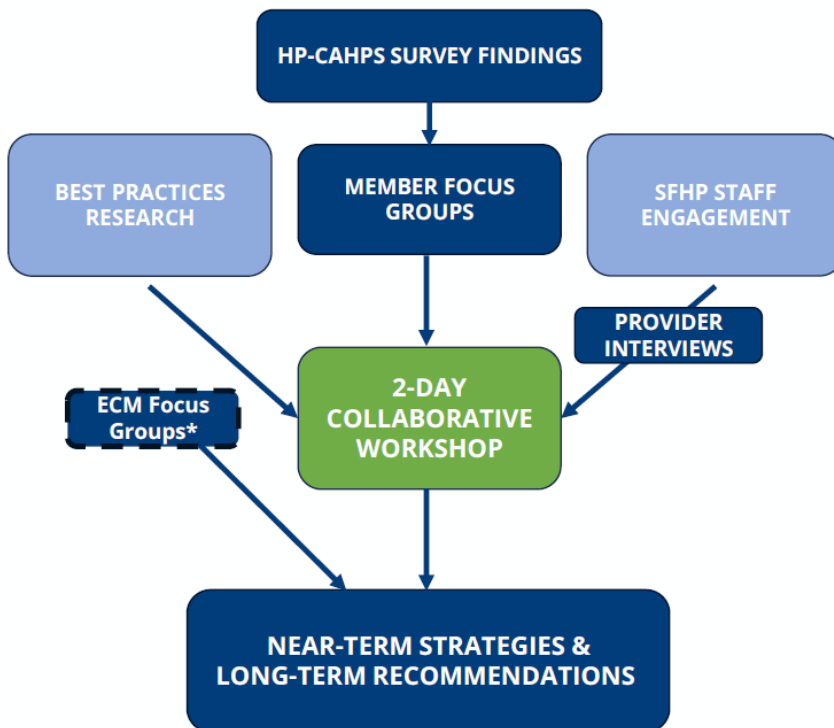 HP-CAHPS SURVEY FINDINGS
BEST PRACTICES
RESEARCH
MEMBER FOCUS
GROUPS
SFHP STAFF
ENGAGEMENT
PROVIDER
INTERVIEWS
2-DAY
COLLABORATIVE
WORKSHOP
ECM Focus
Groups*
NEAR-TERM STRATEGIES &
LONG-TERM RECOMMENDATIONS